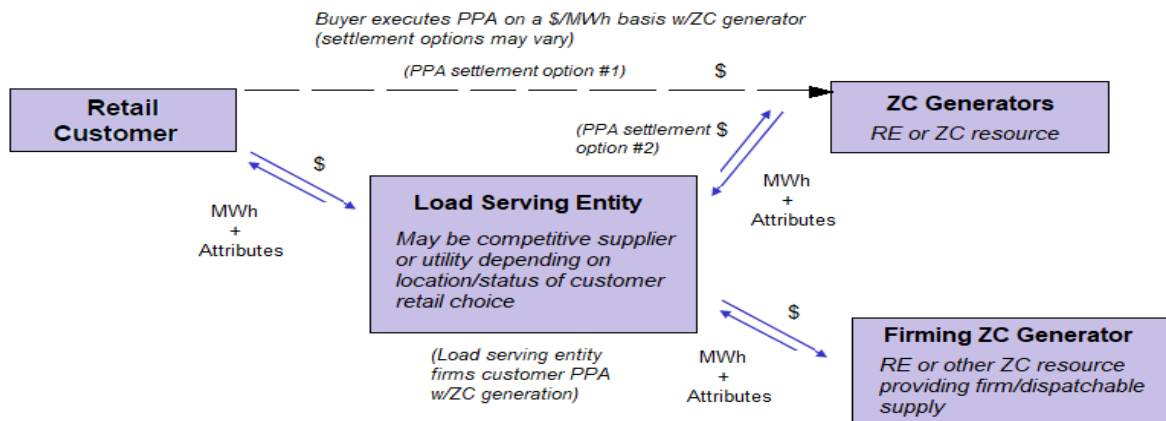 Buyer executes PPA on a $/MWh basis w/ZC generator
(settlement options may vary)
(PPA settlement option #1)
$
Retail
Customer
ZC Generators
RE or ZC resource
(PPA settlement
option #2)
$
$
MWh
+
Attributes
Load Serving Entity
May be competitive supplier
or utility depending on
location/status of customer
retail choice
MWh
+
Attributes
(Load serving entity
firms customer PPA
w/ZC generation)
$
MWh
+
Attributes
Firming ZC Generator
RE or other ZC resource
providing firm/dispatchable
supply